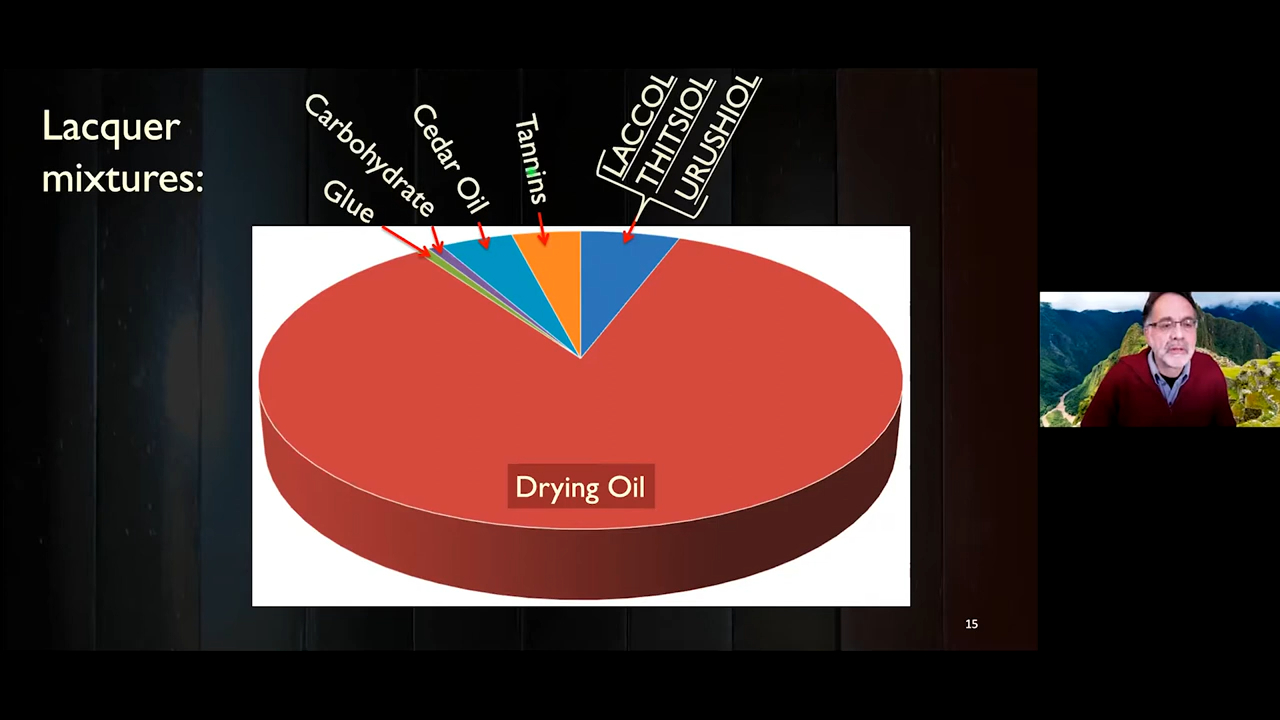 Lacquer
mixtures:
Glue
Carbohydrate
Cedar Oil
Tannins
LACCOL
THITSIOL
URUSHIOL
Drying Oil
15